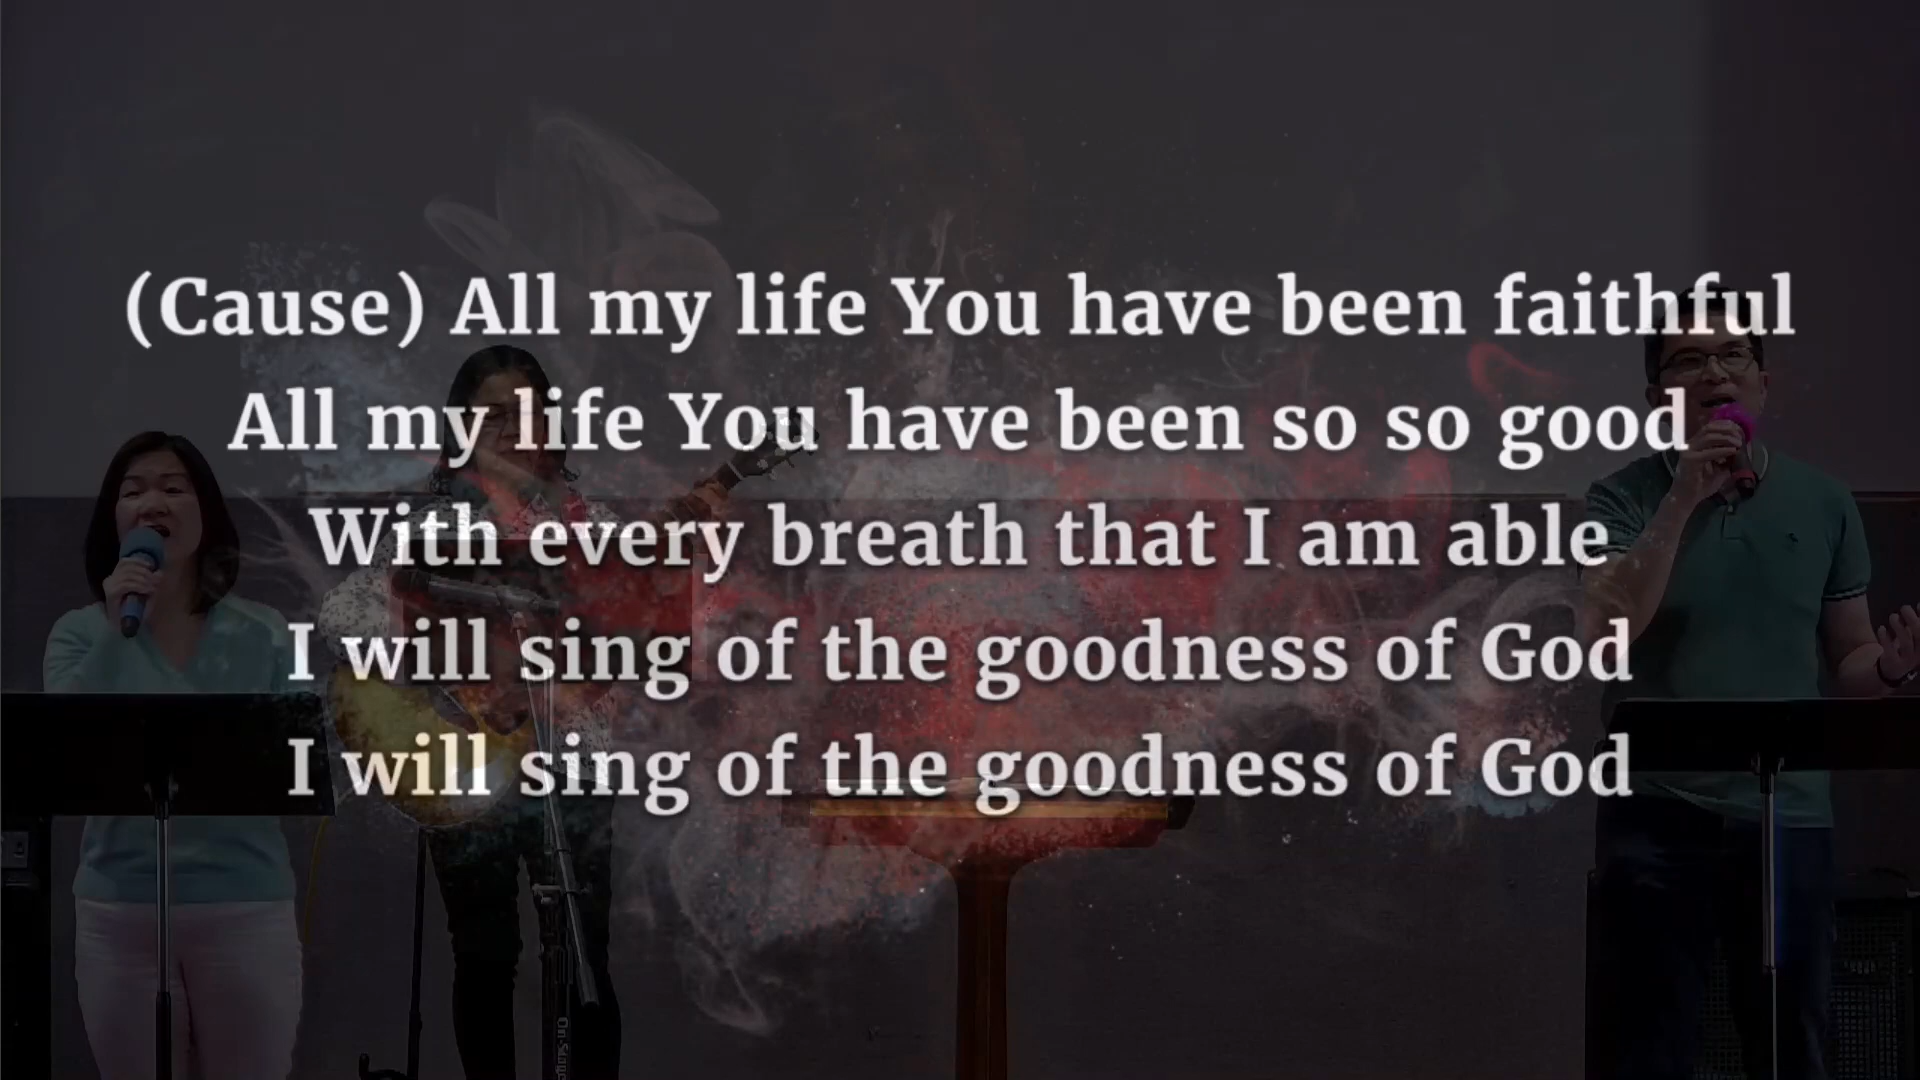 (Cause) All my life You have been faithful
All my life You have been so so good
With every breath that I am able
I will sing of the goodness of God
I will sing of the goodness of God